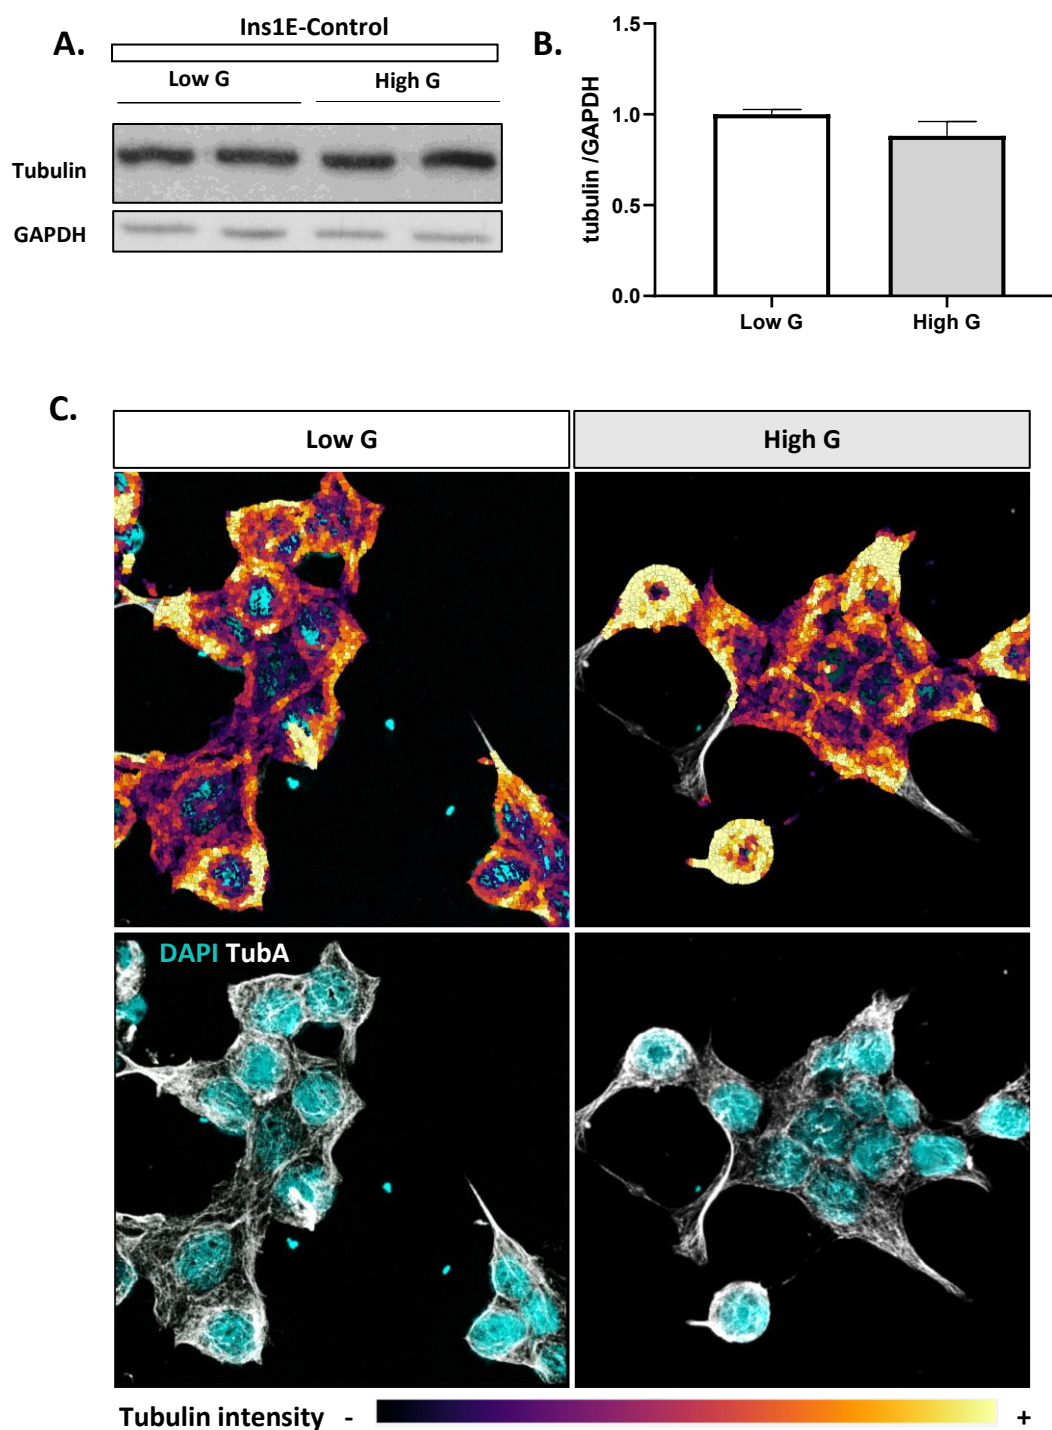 A.
Ins1E-Control
Low G
High G
Tubulin
GAPDH
B.
tubulin /GAPDH
1.5
1.0
0.5
0.0
Low G
High G
C.
Low G
High G
DAPI TubA
Tubulin intensity - +